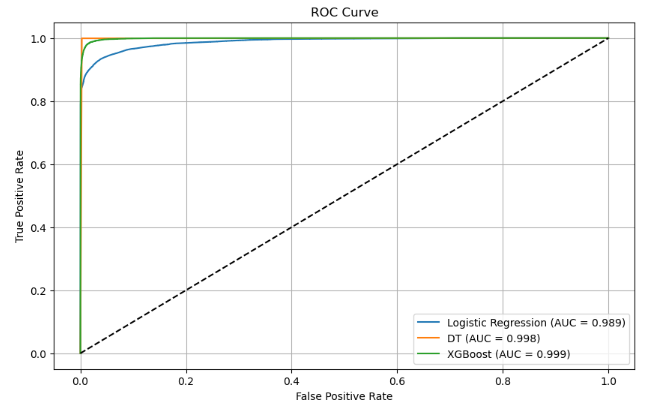 ROC Curve
True Positive Rate
1.0
0.8
0.6
0.4
0.2
0.0
Logistic Regression (AUC = 0.989)
DT (AUC = 0.998)
XGBoost (AUC = 0.999)
0.0 0.2 0.4 0.6 0.8 1.0
False Positive Rate